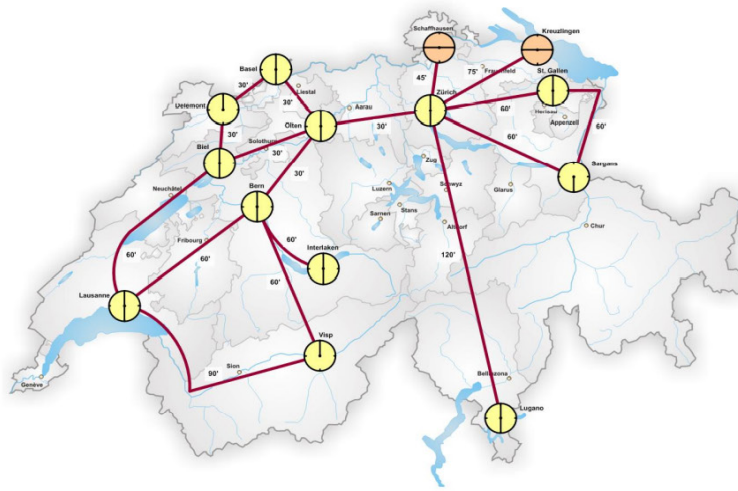 Schaffhausen
Kreuzlingen
Basel
45'
75'
Frauenfeld
St. Gallen
30'
Liestal
Zürich
Delemont
30'
Aarau
60'
Herisau
Olten
30'
Appenzell
30'
Solothurn
60'
60'
Biel
30'
Zug
Sargans
30'
Bern
Luzern
Schwyz
Glarus
Neuchâtel
Stans
Sarnen
Altdorf
Chur
Fribourg
60'
Interlaken
60'
60'
120'
60'
Lausanne
Visp
Sion
90'
Bellinzona
Genève
Lugano